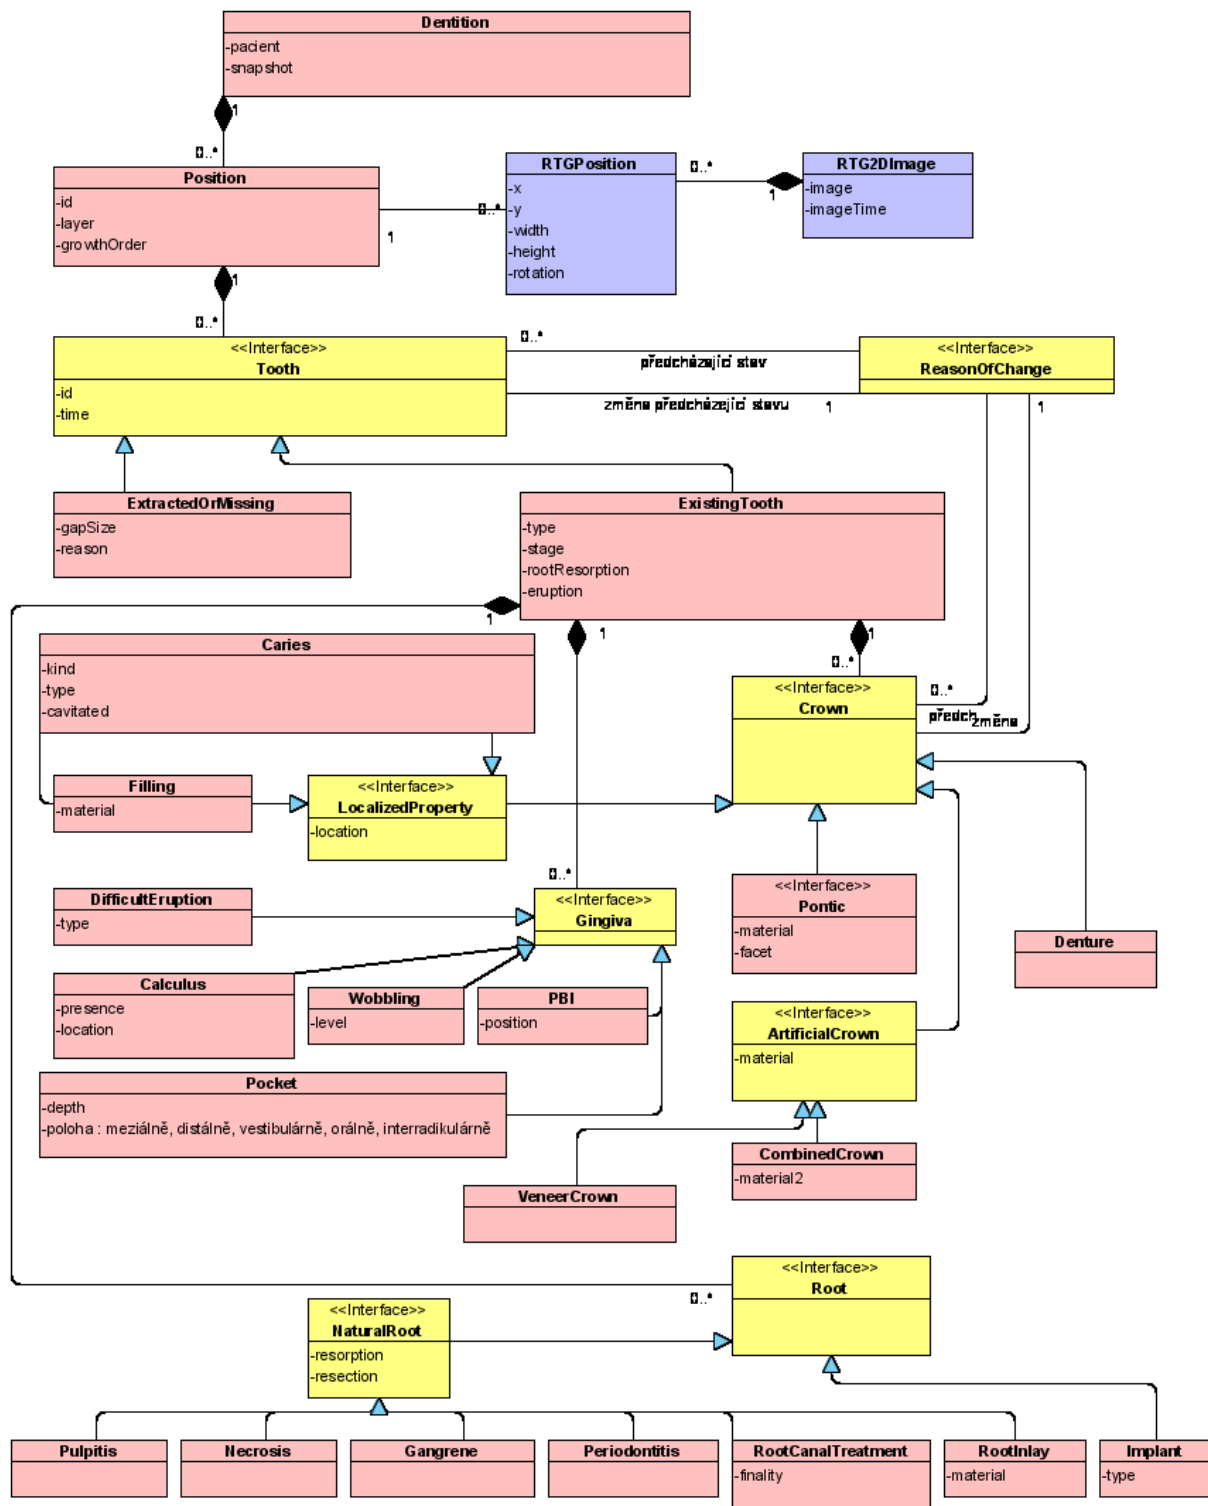 Dentition
-pacient
-snapshot
1
0..*
Position
-id
-layer
-growthOrder
1
0..*
RTGPosition
-x
-y
-width
-height
-rotation
0..*
1
RTG2DImage
-image
-imageTime
1
0..*
<<Interface>>
Tooth
-id
-time
0..*
předcházející stav
změna předcházející stavu
1
<<Interface>>
ReasonOfChange
1
ExtractedOrMissing
-gapSize
-reason
ExistingTooth
-type
-stage
-rootResorption
-eruption
1
1
1
0..*
Caries
-kind
-type
-cavitated
<<Interface>>
Crown
0..*
předch
změna
Filling
-material
<<Interface>>
LocalizedProperty
-location
0..*
DifficultEruption
-type
<<Interface>>
Gingiva
<<Interface>>
Pontic
-material
-facet
Denture
Calculus
-presence
-location
Wobbling
-level
PBI
-position
<<Interface>>
ArtificialCrown
-material
Pocket
-depth
-poloha : meziálně, distálně, vestibulárně, orálně, interradikulárně
CombinedCrown
-material2
VeneerCrown
<<Interface>>
Root
0..*
<<Interface>>
NaturalRoot
-resorption
-resection
Pulpitis
Necrosis
Gangrene
Periodontitis
RootCanalTreatment
-finality
RootInlay
-material
Implant
-type